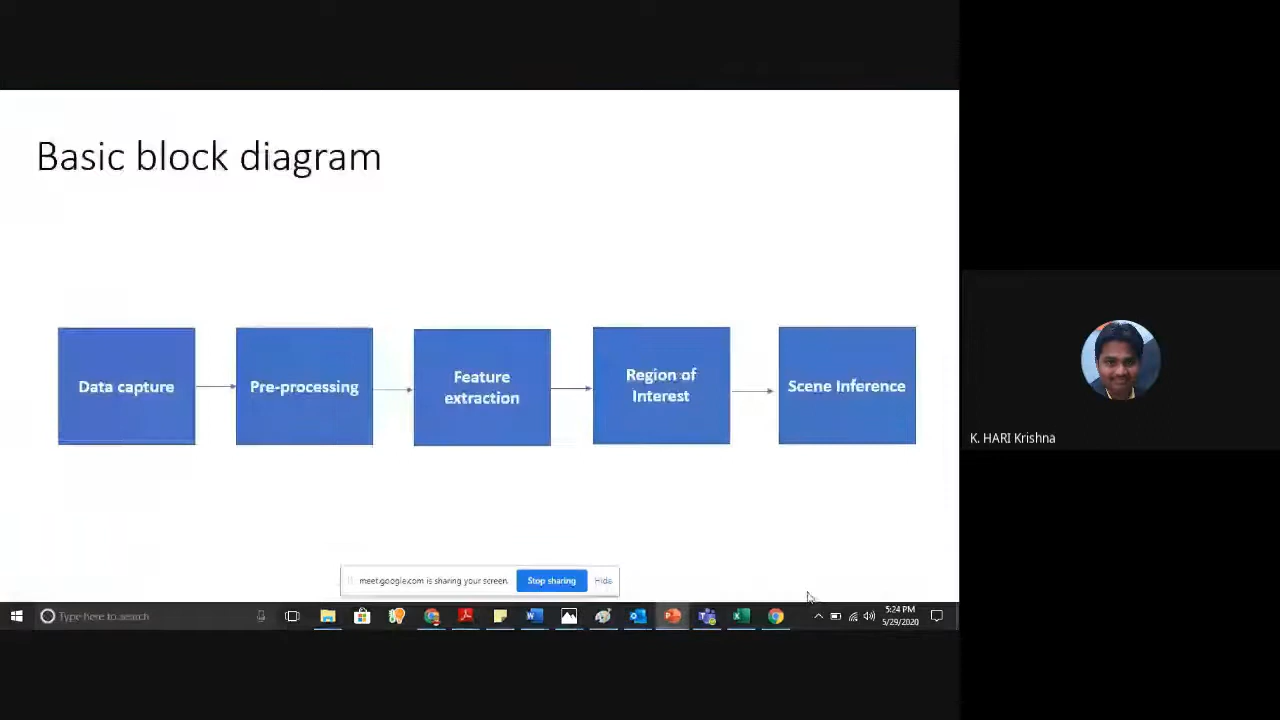 Basic block diagram
Data capture
Pre-processing
Feature
extraction
Region of
Interest
Scene Inference
K. HARI Krishna
meet.google.com is sharing your screen.
Stop sharing
Hide
Type here to search
5:24 PM
5/29/2020